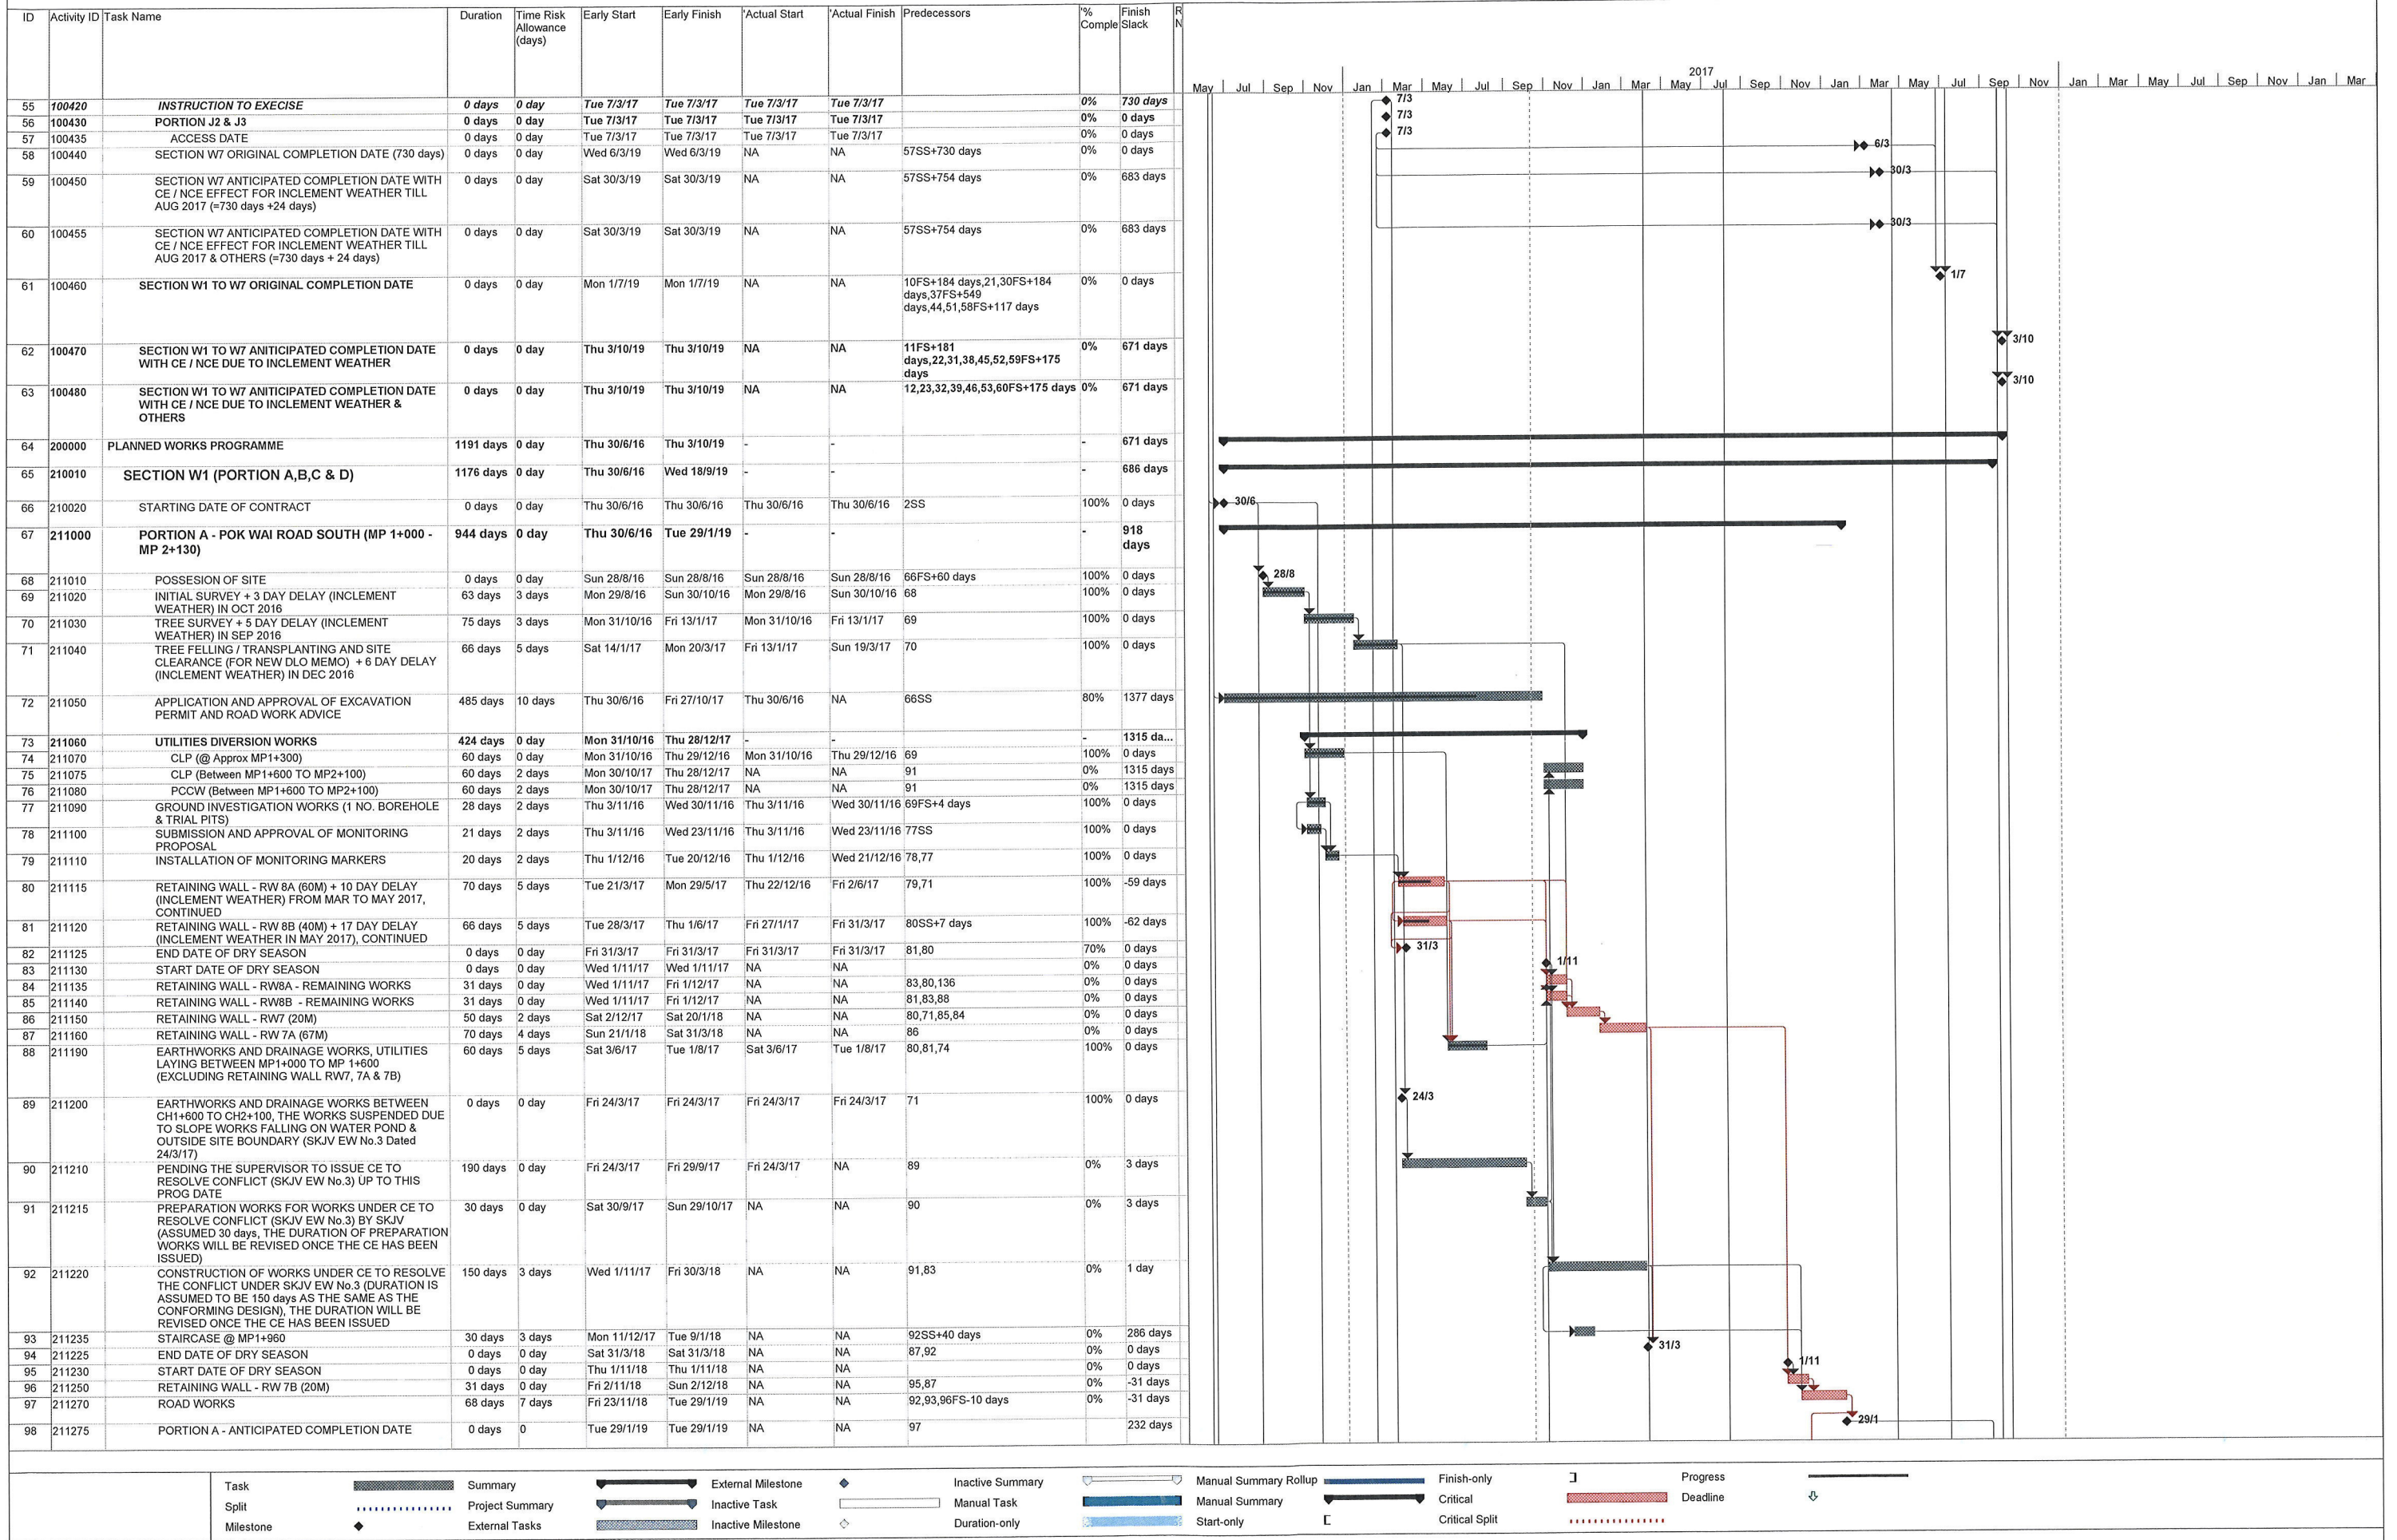 ID Activity ID Task Name Duration Time Risk Early Start Early Finish 'Actual Start 'Actual Finish Predecessors '% Finish R
Allowance Comple Slack N
(days)
2017
May Jul Sep Nov Jan Mar May Jul Sep Nov Jan Mar May Jul Sep Nov Jan Mar May Jul Sep Nov Jan Mar May Jul Sep Nov Jan Mar
55 100420 INSTRUCTION TO EXECISE 0 days 0 day Tue 7/3/17 Tue 7/3/17 Tue 7/3/17 Tue 7/3/17 0% 730 days 7/3
56 100430 PORTION J2 & J3 0 days 0 day Tue 7/3/17 Tue 7/3/17 Tue 7/3/17 Tue 7/3/17 0% 0 days 7/3
57 100435 ACCESS DATE 0 days 0 day Tue 7/3/17 Tue 7/3/17 Tue 7/3/17 Tue 7/3/17 0% 0 days 7/3
58 100440 SECTION W7 ORIGINAL COMPLETION DATE (730 days) 0 days 0 day Wed 6/3/19 Wed 6/3/19 NA NA 57SS+730 days 0% 0 days 6/3
59 100450 SECTION W7 ANTICIPATED COMPLETION DATE WITH 0 days 0 day Sat 30/3/19 Sat 30/3/19 NA NA 57SS+754 days 0% 683 days 30/3
CE / NCE EFFECT FOR INCLEMENT WEATHER TILL
AUG 2017 (=730 days +24 days)
60 100455 SECTION W7 ANTICIPATED COMPLETION DATE WITH 0 days 0 day Sat 30/3/19 Sat 30/3/19 NA NA 57SS+754 days 0% 683 days 30/3
CE / NCE EFFECT FOR INCLEMENT WEATHER TILL
AUG 2017 & OTHERS (=730 days + 24 days)
61 100460 SECTION W1 TO W7 ORIGINAL COMPLETION DATE 0 days 0 day Mon 1/7/19 Mon 1/7/19 NA NA 10FS+184 days,21,30FS+184 0% 0 days 1/7
days,37FS+549
days,44,51,58FS+117 days
62 100470 SECTION W1 TO W7 ANITICIPATED COMPLETION DATE 0 days 0 day Thu 3/10/19 Thu 3/10/19 NA NA 11FS+181 0% 671 days 3/10
WITH CE / NCE DUE TO INCLEMENT WEATHER days,22,31,38,45,52,59FS+175
days
63 100480 SECTION W1 TO W7 ANITICIPATED COMPLETION DATE 0 days 0 day Thu 3/10/19 Thu 3/10/19 NA NA 12,23,32,39,46,53,60FS+175 days 0% 671 days 3/10
WITH CE / NCE DUE TO INCLEMENT WEATHER &
OTHERS
64 200000 PLANNED WORKS PROGRAMME 1191 days 0 day Thu 30/6/16 Thu 3/10/19 - - - 671 days
65 210010 SECTION W1 (PORTION A,B,C & D) 1176 days 0 day Thu 30/6/16 Wed 18/9/19 - - - 686 days
66 210020 STARTING DATE OF CONTRACT 0 days 0 day Thu 30/6/16 Thu 30/6/16 Thu 30/6/16 Thu 30/6/16 2SS 100% 0 days 30/6
67 211000 PORTION A - POK WAI ROAD SOUTH (MP 1+000 - 944 days 0 day Thu 30/6/16 Tue 29/1/19 - - - 918
MP 2+130) days
68 211010 POSSESION OF SITE 0 days 0 day Sun 28/8/16 Sun 28/8/16 Sun 28/8/16 Sun 28/8/16 66FS+60 days 100% 0 days 28/8
69 211020 INITIAL SURVEY + 3 DAY DELAY (INCLEMENT 63 days 3 days Mon 29/8/16 Sun 30/10/16 Mon 29/8/16 Sun 30/10/16 68 100% 0 days
WEATHER) IN OCT 2016
70 211030 TREE SURVEY + 5 DAY DELAY (INCLEMENT 75 days 3 days Mon 31/10/16 Fri 13/1/17 Mon 31/10/16 Fri 13/1/17 69 100% 0 days
WEATHER) IN SEP 2016
71 211040 TREE FELLING / TRANSPLANTING AND SITE 66 days 5 days Sat 14/1/17 Mon 20/3/17 Fri 13/1/17 Sun 19/3/17 70 100% 0 days
CLEARANCE (FOR NEW DLO MEMO) + 6 DAY DELAY
(INCLEMENT WEATHER) IN DEC 2016
72 211050 APPLICATION AND APPROVAL OF EXCAVATION 485 days 10 days Thu 30/6/16 Fri 27/10/17 Thu 30/6/16 NA 66SS 80% 1377 days
PERMIT AND ROAD WORK ADVICE
73 211060 UTILITIES DIVERSION WORKS 424 days 0 day Mon 31/10/16 Thu 28/12/17 - - - 1315 da...
74 211070 CLP (@ Approx MP1+300) 60 days 0 day Mon 31/10/16 Thu 29/12/16 Mon 31/10/16 Thu 29/12/16 69 100% 0 days
75 211075 CLP (Between MP1+600 TO MP2+100) 60 days 2 days Mon 30/10/17 Thu 28/12/17 NA NA 91 0% 1315 days
76 211080 PCCW (Between MP1+600 TO MP2+100) 60 days 2 days Mon 30/10/17 Thu 28/12/17 NA NA 91 0% 1315 days
77 211090 GROUND INVESTIGATION WORKS (1 NO. BOREHOLE 28 days 2 days Thu 3/11/16 Wed 30/11/16 Thu 3/11/16 Wed 30/11/16 69FS+4 days 100% 0 days
& TRIAL PITS)
78 211100 SUBMISSION AND APPROVAL OF MONITORING 21 days 2 days Thu 3/11/16 Wed 23/11/16 Thu 3/11/16 Wed 23/11/16 77SS 100% 0 days
PROPOSAL
79 211110 INSTALLATION OF MONITORING MARKERS 20 days 2 days Thu 1/12/16 Tue 20/12/16 Thu 1/12/16 Wed 21/12/16 78,77 100% 0 days
80 211115 RETAINING WALL - RW 8A (60M) + 10 DAY DELAY 70 days 5 days Tue 21/3/17 Mon 29/5/17 Thu 22/12/16 Fri 2/6/17 79,71 100% -59 days
(INCLEMENT WEATHER) FROM MAR TO MAY 2017,
CONTINUED
81 211120 RETAINING WALL - RW 8B (40M) + 17 DAY DELAY 66 days 5 days Tue 28/3/17 Thu 1/6/17 Fri 27/1/17 Fri 31/3/17 80SS+7 days 100% -62 days
(INCLEMENT WEATHER IN MAY 2017), CONTINUED
82 211125 END DATE OF DRY SEASON 0 days 0 day Fri 31/3/17 Fri 31/3/17 Fri 31/3/17 Fri 31/3/17 81,80 70% 0 days 31/3
83 211130 START DATE OF DRY SEASON 0 days 0 day Wed 1/11/17 Wed 1/11/17 NA NA 0% 0 days 1/11
84 211135 RETAINING WALL - RW8A - REMAINING WORKS 31 days 0 day Wed 1/11/17 Fri 1/12/17 NA NA 83,80,136 0% 0 days
85 211140 RETAINING WALL - RW8B - REMAINING WORKS 31 days 0 day Wed 1/11/17 Fri 1/12/17 NA NA 81,83,88 0% 0 days
86 211150 RETAINING WALL - RW7 (20M) 50 days 2 days Sat 2/12/17 Sat 20/1/18 NA NA 80,71,85,84 0% 0 days
87 211160 RETAINING WALL - RW 7A (67M) 70 days 4 days Sun 21/1/18 Sat 31/3/18 NA NA 86 0% 0 days
88 211190 EARTHWORKS AND DRAINAGE WORKS, UTILITIES 60 days 5 days Sat 3/6/17 Tue 1/8/17 Sat 3/6/17 Tue 1/8/17 80,81,74 100% 0 days
LAYING BETWEEN MP1+000 TO MP 1+600
(EXCLUDING RETAINING WALL RW7, 7A & 7B)
89 211200 EARTHWORKS AND DRAINAGE WORKS BETWEEN 0 days 0 day Fri 24/3/17 Fri 24/3/17 Fri 24/3/17 Fri 24/3/17 71 100% 0 days 24/3
CH1+600 TO CH2+100, THE WORKS SUSPENDED DUE
TO SLOPE WORKS FALLING ON WATER POND &
OUTSIDE SITE BOUNDARY (SKJV EW No.3 Dated
24/3/17)
90 211210 PENDING THE SUPERVISOR TO ISSUE CE TO 190 days 0 day Fri 24/3/17 Fri 29/9/17 Fri 24/3/17 NA 89 0% 3 days
RESOLVE CONFLICT (SKJV EW No.3) UP TO THIS
PROG DATE
91 211215 PREPARATION WORKS FOR WORKS UNDER CE TO 30 days 0 day Sat 30/9/17 Sun 29/10/17 NA NA 90 0% 3 days
RESOLVE CONFLICT (SKJV EW No.3) BY SKJV
(ASSUMED 30 days, THE DURATION OF PREPARATION
WORKS WILL BE REVISED ONCE THE CE HAS BEEN
ISSUED)
92 211220 CONSTRUCTION OF WORKS UNDER CE TO RESOLVE 150 days 3 days Wed 1/11/17 Fri 30/3/18 NA NA 91,83 0% 1 day
THE CONFLICT UNDER SKJV EW No.3 (DURATION IS
ASSUMED TO BE 150 days AS THE SAME AS THE
CONFORMING DESIGN), THE DURATION WILL BE
REVISED ONCE THE CE HAS BEEN ISSUED
93 211235 STAIRCASE @ MP1+960 30 days 3 days Mon 11/12/17 Tue 9/1/18 NA NA 92SS+40 days 0% 286 days
94 211225 END DATE OF DRY SEASON 0 days 0 day Sat 31/3/18 Sat 31/3/18 NA NA 87,92 0% 0 days 31/3
95 211230 START DATE OF DRY SEASON 0 days 0 day Thu 1/11/18 Thu 1/11/18 NA NA 0% 0 days 1/11
96 211250 RETAINING WALL - RW 7B (20M) 31 days 0 day Fri 2/11/18 Sun 2/12/18 NA NA 95,87 0% -31 days
97 211270 ROAD WORKS 68 days 7 days Fri 23/11/18 Tue 29/1/19 NA NA 92,93,96FS-10 days 0% -31 days
98 211275 PORTION A - ANTICIPATED COMPLETION DATE 0 days 0 Tue 29/1/19 Tue 29/1/19 NA NA 97 232 days 29/1
Task Summary External Milestone Inactive Summary Manual Summary Rollup Finish-only Progress
Split Project Summary Inactive Task Manual Task Manual Summary Critical Deadline
Milestone External Tasks Inactive Milestone Duration-only Start-only Critical Split